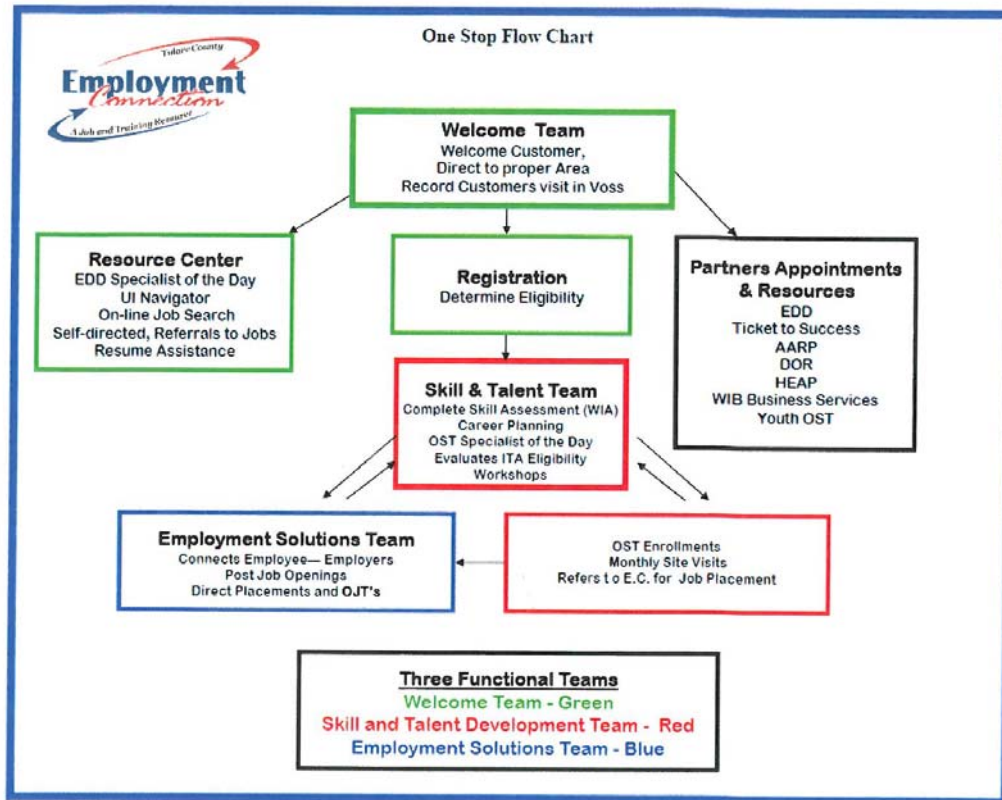 One Stop Flow Chart
Tulare County
Employment
Connection
A Job and Training Resource
Welcome Team
Welcome Customer,
Direct to proper Area
Record Customers visit in Voss
Resource Center
EDD Specialist of the Day
UI Navigator
On-line Job Search
Self-directed, Referrals to Jobs
Resume Assistance
Registration
Determine Eligibility
Partners Appointments
& Resources
EDD
Ticket to Success
AARP
DOR
HEAP
WIB Business Services
Youth OST
Skill & Talent Team
Complete Skill Assessment (WIA)
Career Planning
OST Specialist of the Day
Evaluates ITA Eligibility
Workshops
Employment Solutions Team
Connects Employee— Employers
Post Job Openings
Direct Placements and OJT's
OST Enrollments
Monthly Site Visits
Refers t o E.C. for Job Placement
Three Functional Teams
Welcome Team - Green
Skill and Talent Development Team - Red
Employment Solutions Team - Blue